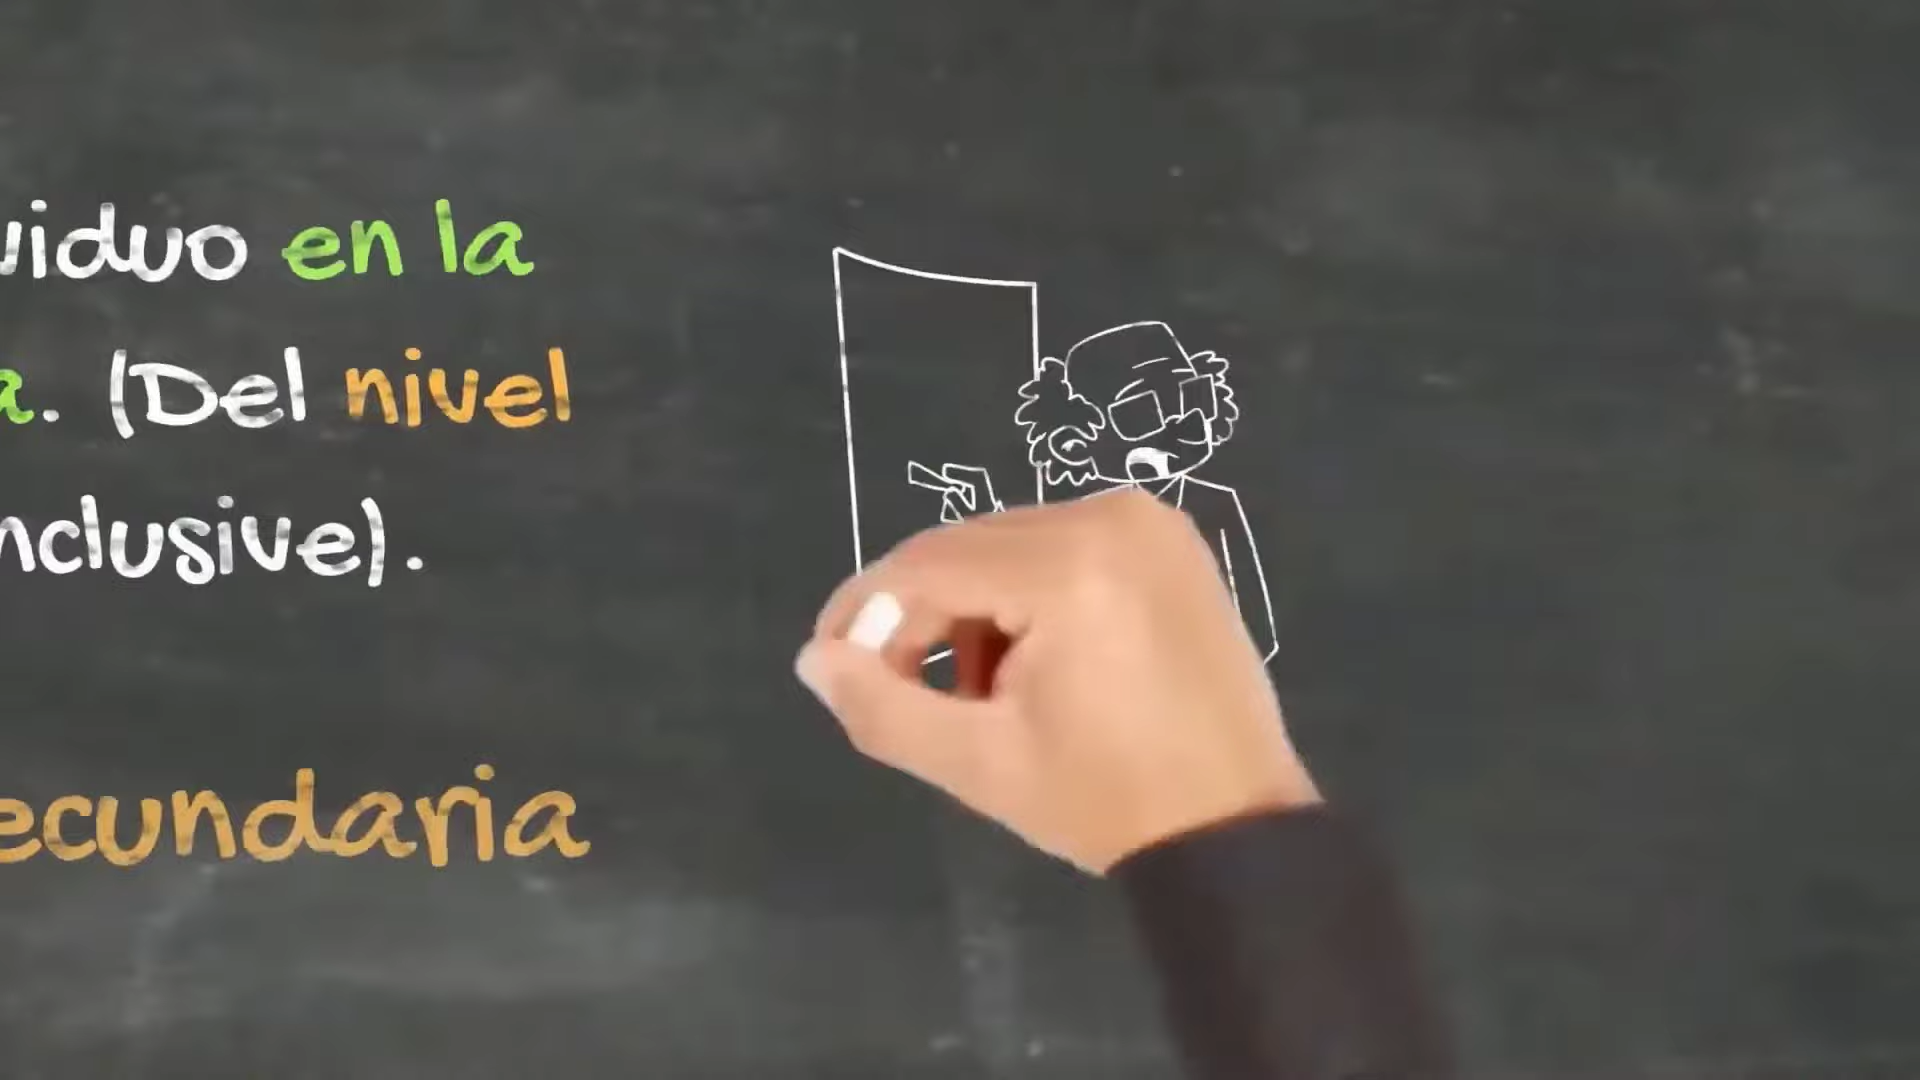 viduo en la
a. (Del nivel
nclusive).
ecundaria